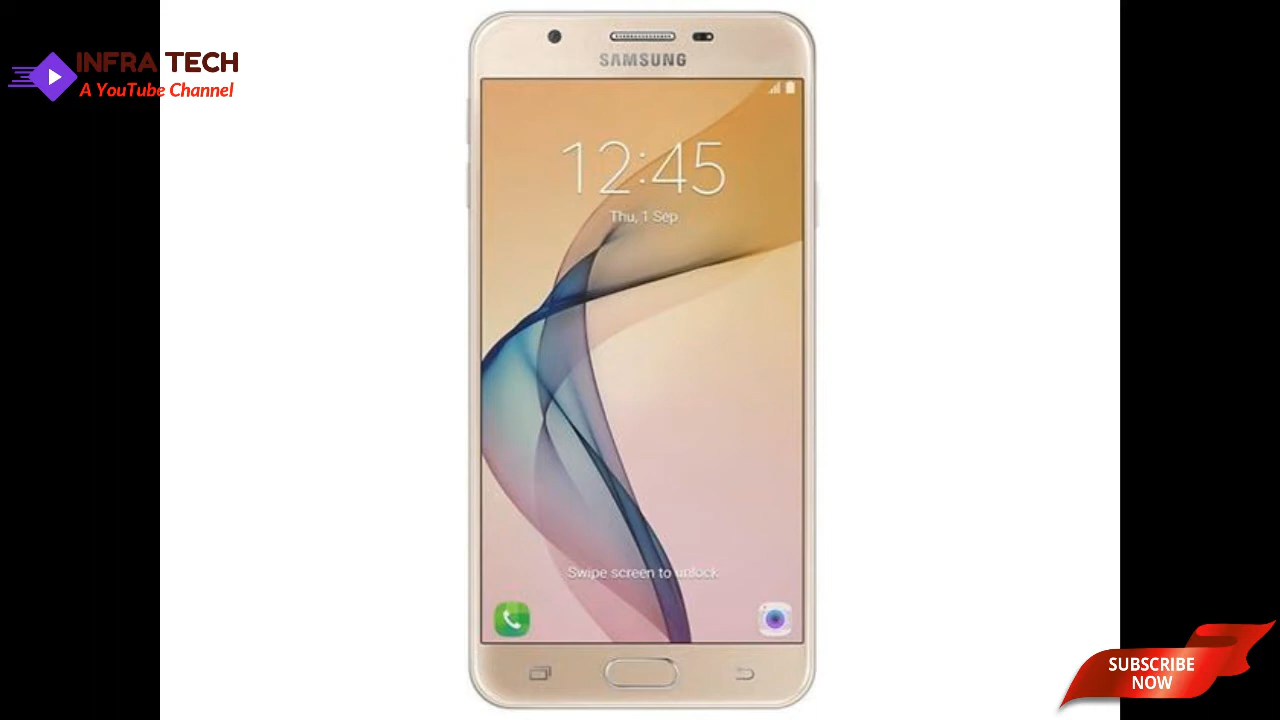 INFRA TECH
A YouTube Channel
SAMSUNG
12:45
Thu, 1 Sep
Swipe screen to unlock
SUBSCRIBE
NOW